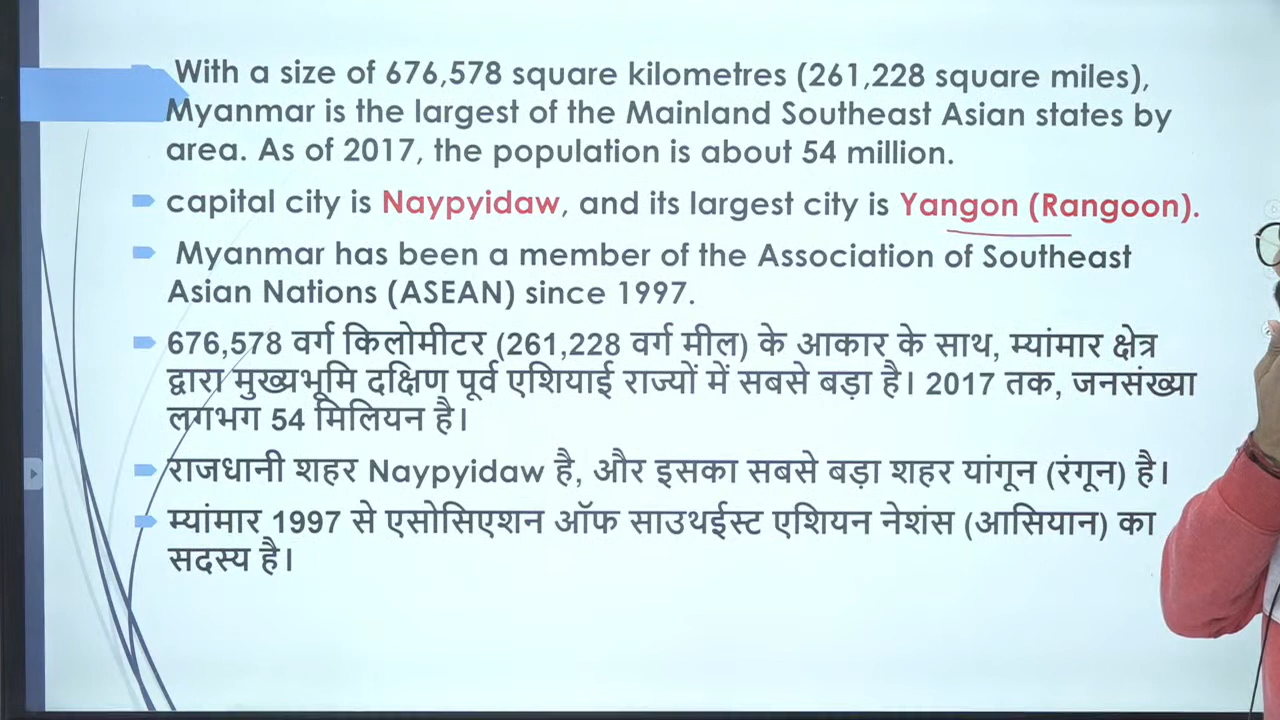 With a size of 676,578 square kilometres (261,228 square miles),
Myanmar is the largest of the Mainland Southeast Asian states by
area. As of 2017, the population is about 54 million.
capital city is Naypyidaw, and its largest city is Yangon (Rangoon).
Myanmar has been a member of the Association of Southeast
Asian Nations (ASEAN) since 1997.
676,578 वर्ग किलोमीटर (261,228 वर्ग मील) के आकार के साथ, म्यांमार क्षेत्र
द्वारा मुख्यभूमि दक्षिण पूर्व एशियाई राज्यों में सबसे बड़ा है। 2017 तक, जनसंख्या
लगभग 54 मिलियन है।
राजधानी शहर Naypyidaw है, और इसका सबसे बड़ा शहर यांगून (रंगून) है।
म्यांमार 1997 से एसोसिएशन ऑफ साउथईस्ट एशियन नेशंस (आसियान) का
सदस्य है।